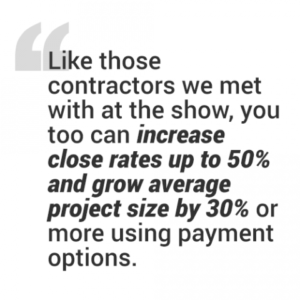 “
Like those
contractors we met
with at the show, you
too can increase
close rates up to 50%
and grow average
project size by 30% or
more using payment
options.